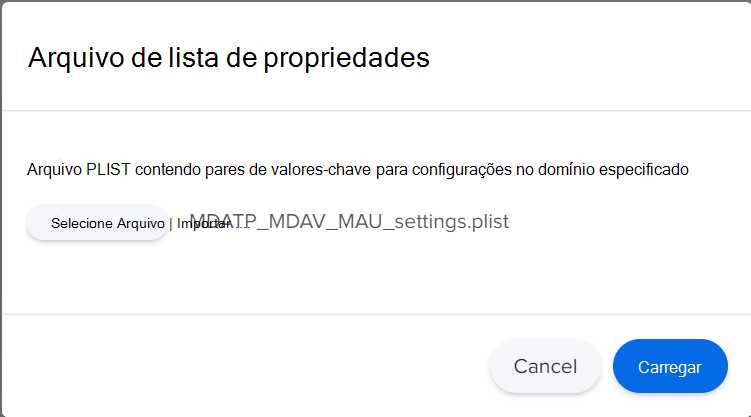 Arquivo de lista de propriedades
Arquivo PLIST contendo pares de valores-chave para configurações no domínio especificado
Selecione Arquivo | Importar ... MDATP_MDAV_MAU_settings.plist
Cancel
Carregar